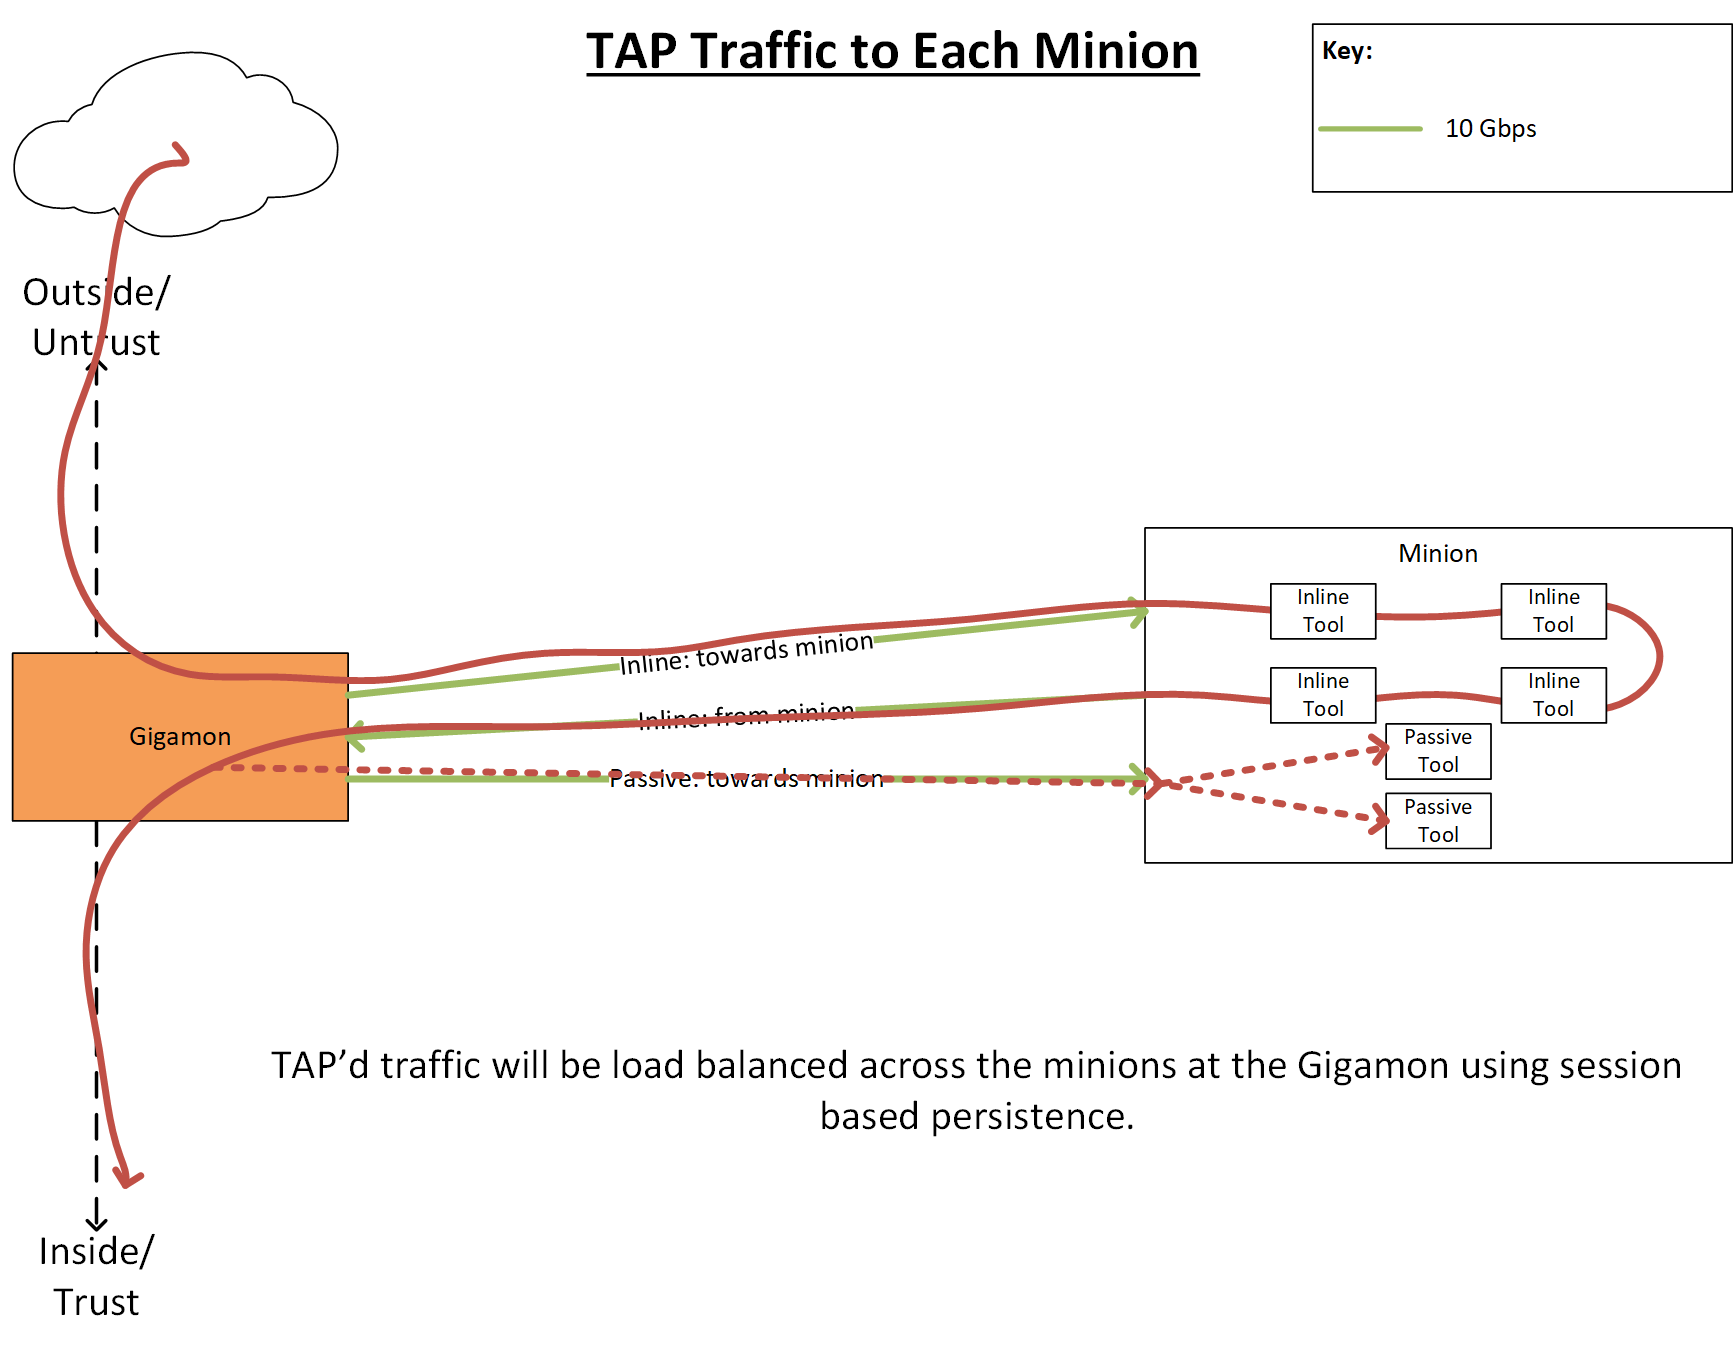 TAP Traffic to Each Minion
Key:
10 Gbps
Outside/
Untrust
Minion
Inline
Tool
Inline
Tool
Inline: towards minion
Inline
Tool
Inline
Tool
Inline: from minion
Gigamon
Passive
Tool
Passive: towards minion
Passive
Tool
TAP’d traffic will be load balanced across the minions at the Gigamon using session
based persistence.
Inside/
Trust